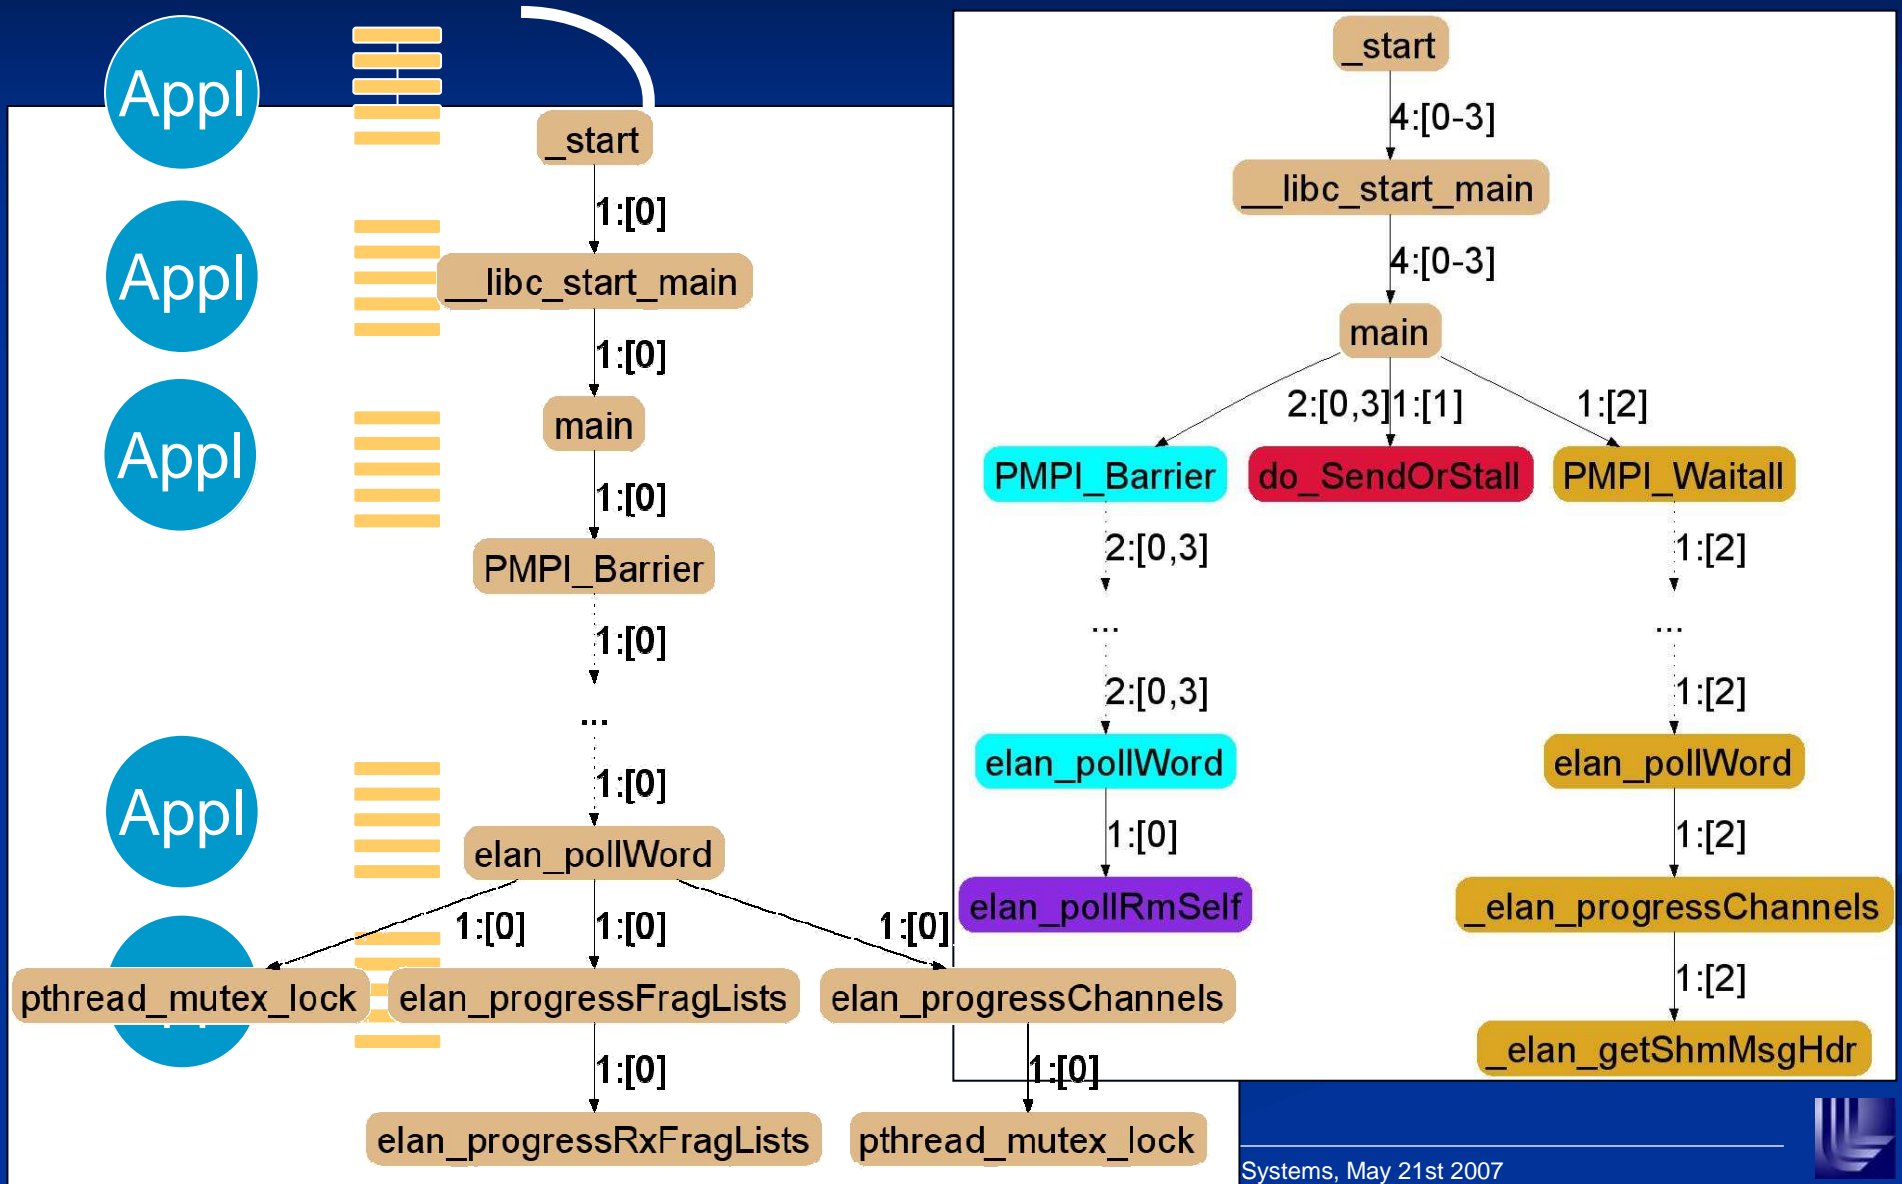 Appl
Appl
Appl
Appl
_start
1:[0]
__libc_start_main
1:[0]
main
1:[0]
PMPI_Barrier
1:[0]
...
1:[0]
elan_pollWord
1:[0]
1:[0]
1:[0]
pthread_mutex_lock
elan_progressFragLists
elan_progressChannels
1:[0]
1:[0]
elan_progressRxFragLists
pthread_mutex_lock
_start
4:[0-3]
__libc_start_main
4:[0-3]
main
2:[0,3]
1:[1]
1:[2]
PMPI_Barrier
do_SendOrStall
PMPI_Waitall
2:[0,3]
1:[2]
...
...
2:[0,3]
1:[2]
elan_pollWord
elan_pollWord
1:[0]
1:[2]
elan_pollRmSelf
_elan_progressChannels
1:[2]
_elan_getShmMsgHdr
Systems, May 21st 2007